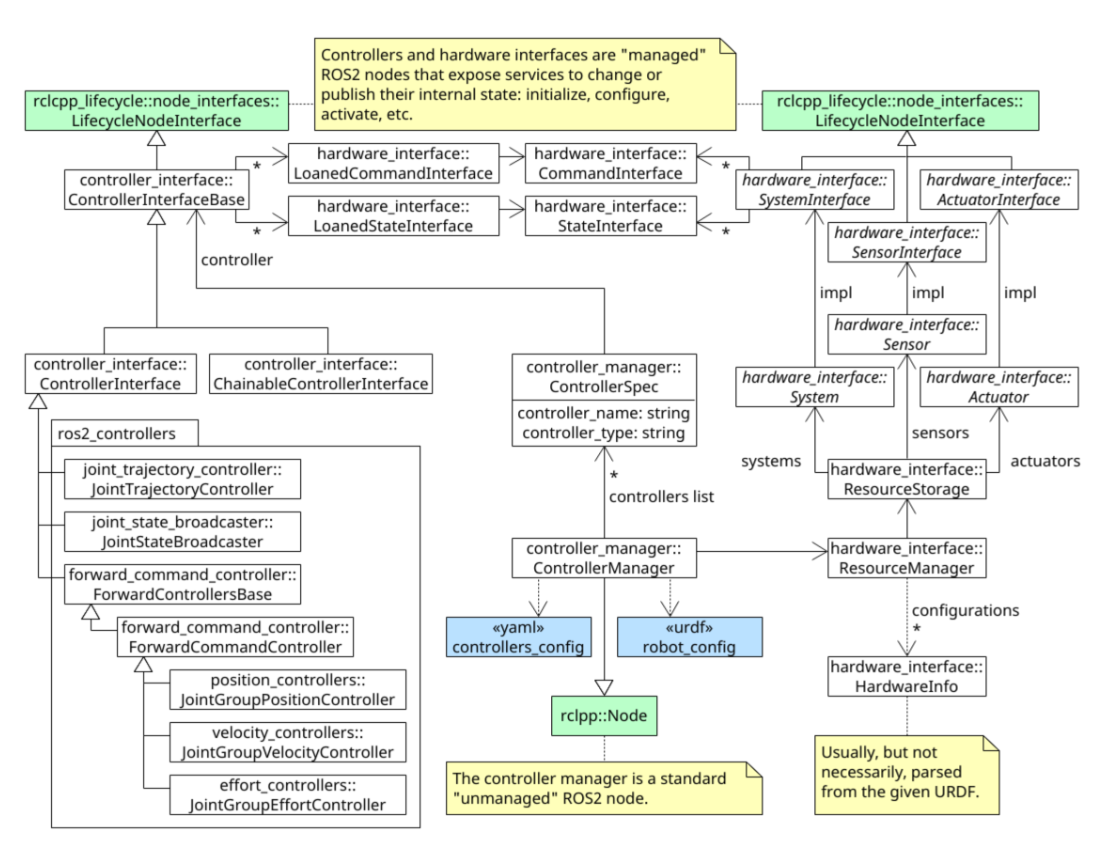 Controllers and hardware interfaces are "managed"
ROS2 nodes that expose services to change or
publish their internal state: initialize, configure,
activate, etc.
rclcpp_lifecycle::node_interfaces::
LifecycleNodeInterface
rclcpp_lifecycle::node_interfaces::
LifecycleNodeInterface
controller_interface::
ControllerInterfaceBase
*
*
hardware_interface::
LoanedCommandInterface
hardware_interface::
CommandInterface
*
hardware_interface::
LoanedStateInterface
hardware_interface::
StateInterface
*
hardware_interface::
SystemInterface
hardware_interface::
ActuatorInterface
hardware_interface::
SensorInterface
controller
impl
impl
impl
hardware_interface::
Sensor
controller_interface::
ControllerInterface
controller_interface::
ChainableControllerInterface
controller_manager::
ControllerSpec
controller_name: string
controller_type: string
hardware_interface::
System
hardware_interface::
Actuator
sensors
systems
actuators
hardware_interface::
ResourceStorage
ros2_controllers
joint_trajectory_controller::
JointTrajectoryController
joint_state_broadcaster::
JointStateBroadcaster
forward_command_controller::
ForwardControllersBase
forward_command_controller::
ForwardCommandController
position_controllers::
JointGroupPositionController
velocity_controllers::
JointGroupVelocityController
effort_controllers::
JointGroupEffortController
*
controllers list
controller_manager::
ControllerManager
hardware_interface::
ResourceManager
«yaml»
controllers_config
«urdf»
robot_config
configurations
*
hardware_interface::
HardwareInfo
rclpp::Node
The controller manager is a standard
"unmanaged" ROS2 node.
Usually, but not
necessarily, parsed
from the given URDF.